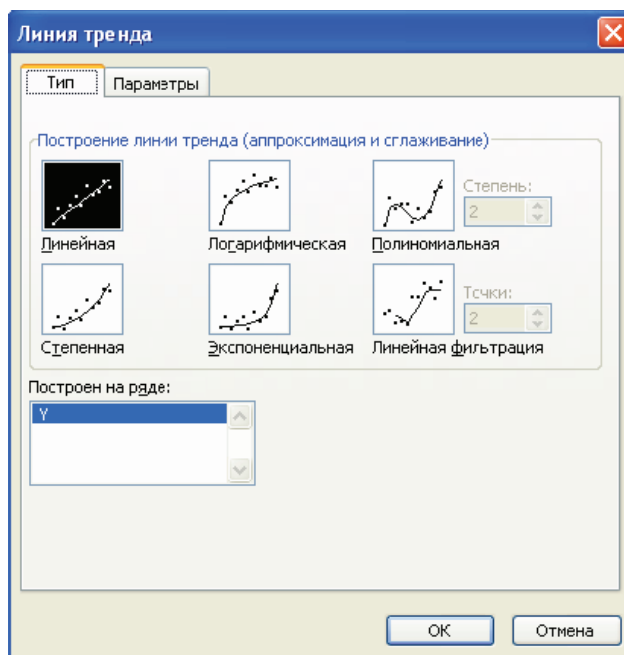 Линия тренда
Тип
Параметры
Построение линии тренда (аппроксимация и сглаживание)
Линейная
Логарифмическая
Полиномиальная
Степень:
2
Степенная
Экспоненциальная
Линейная фильтрация
Точки:
2
Построен на ряде:
Y
OK
Отмена